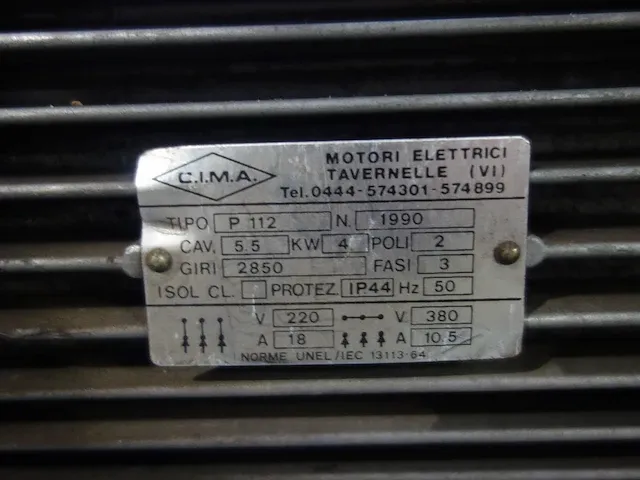 C.I.M.A.
MOTORI ELETTRICI
TAVERNELLE (VI)
Tel.0444-574301-574899
TIPO P 112 N. 1990
CAV. 5.5 KW 4 POLI 2
GIRI 2850 FASI 3
ISOL CL. PROTEZ. IP44 Hz 50
V 220 V. 380
A 18 A 10.5
NORME UNEL/IEC 13113-64